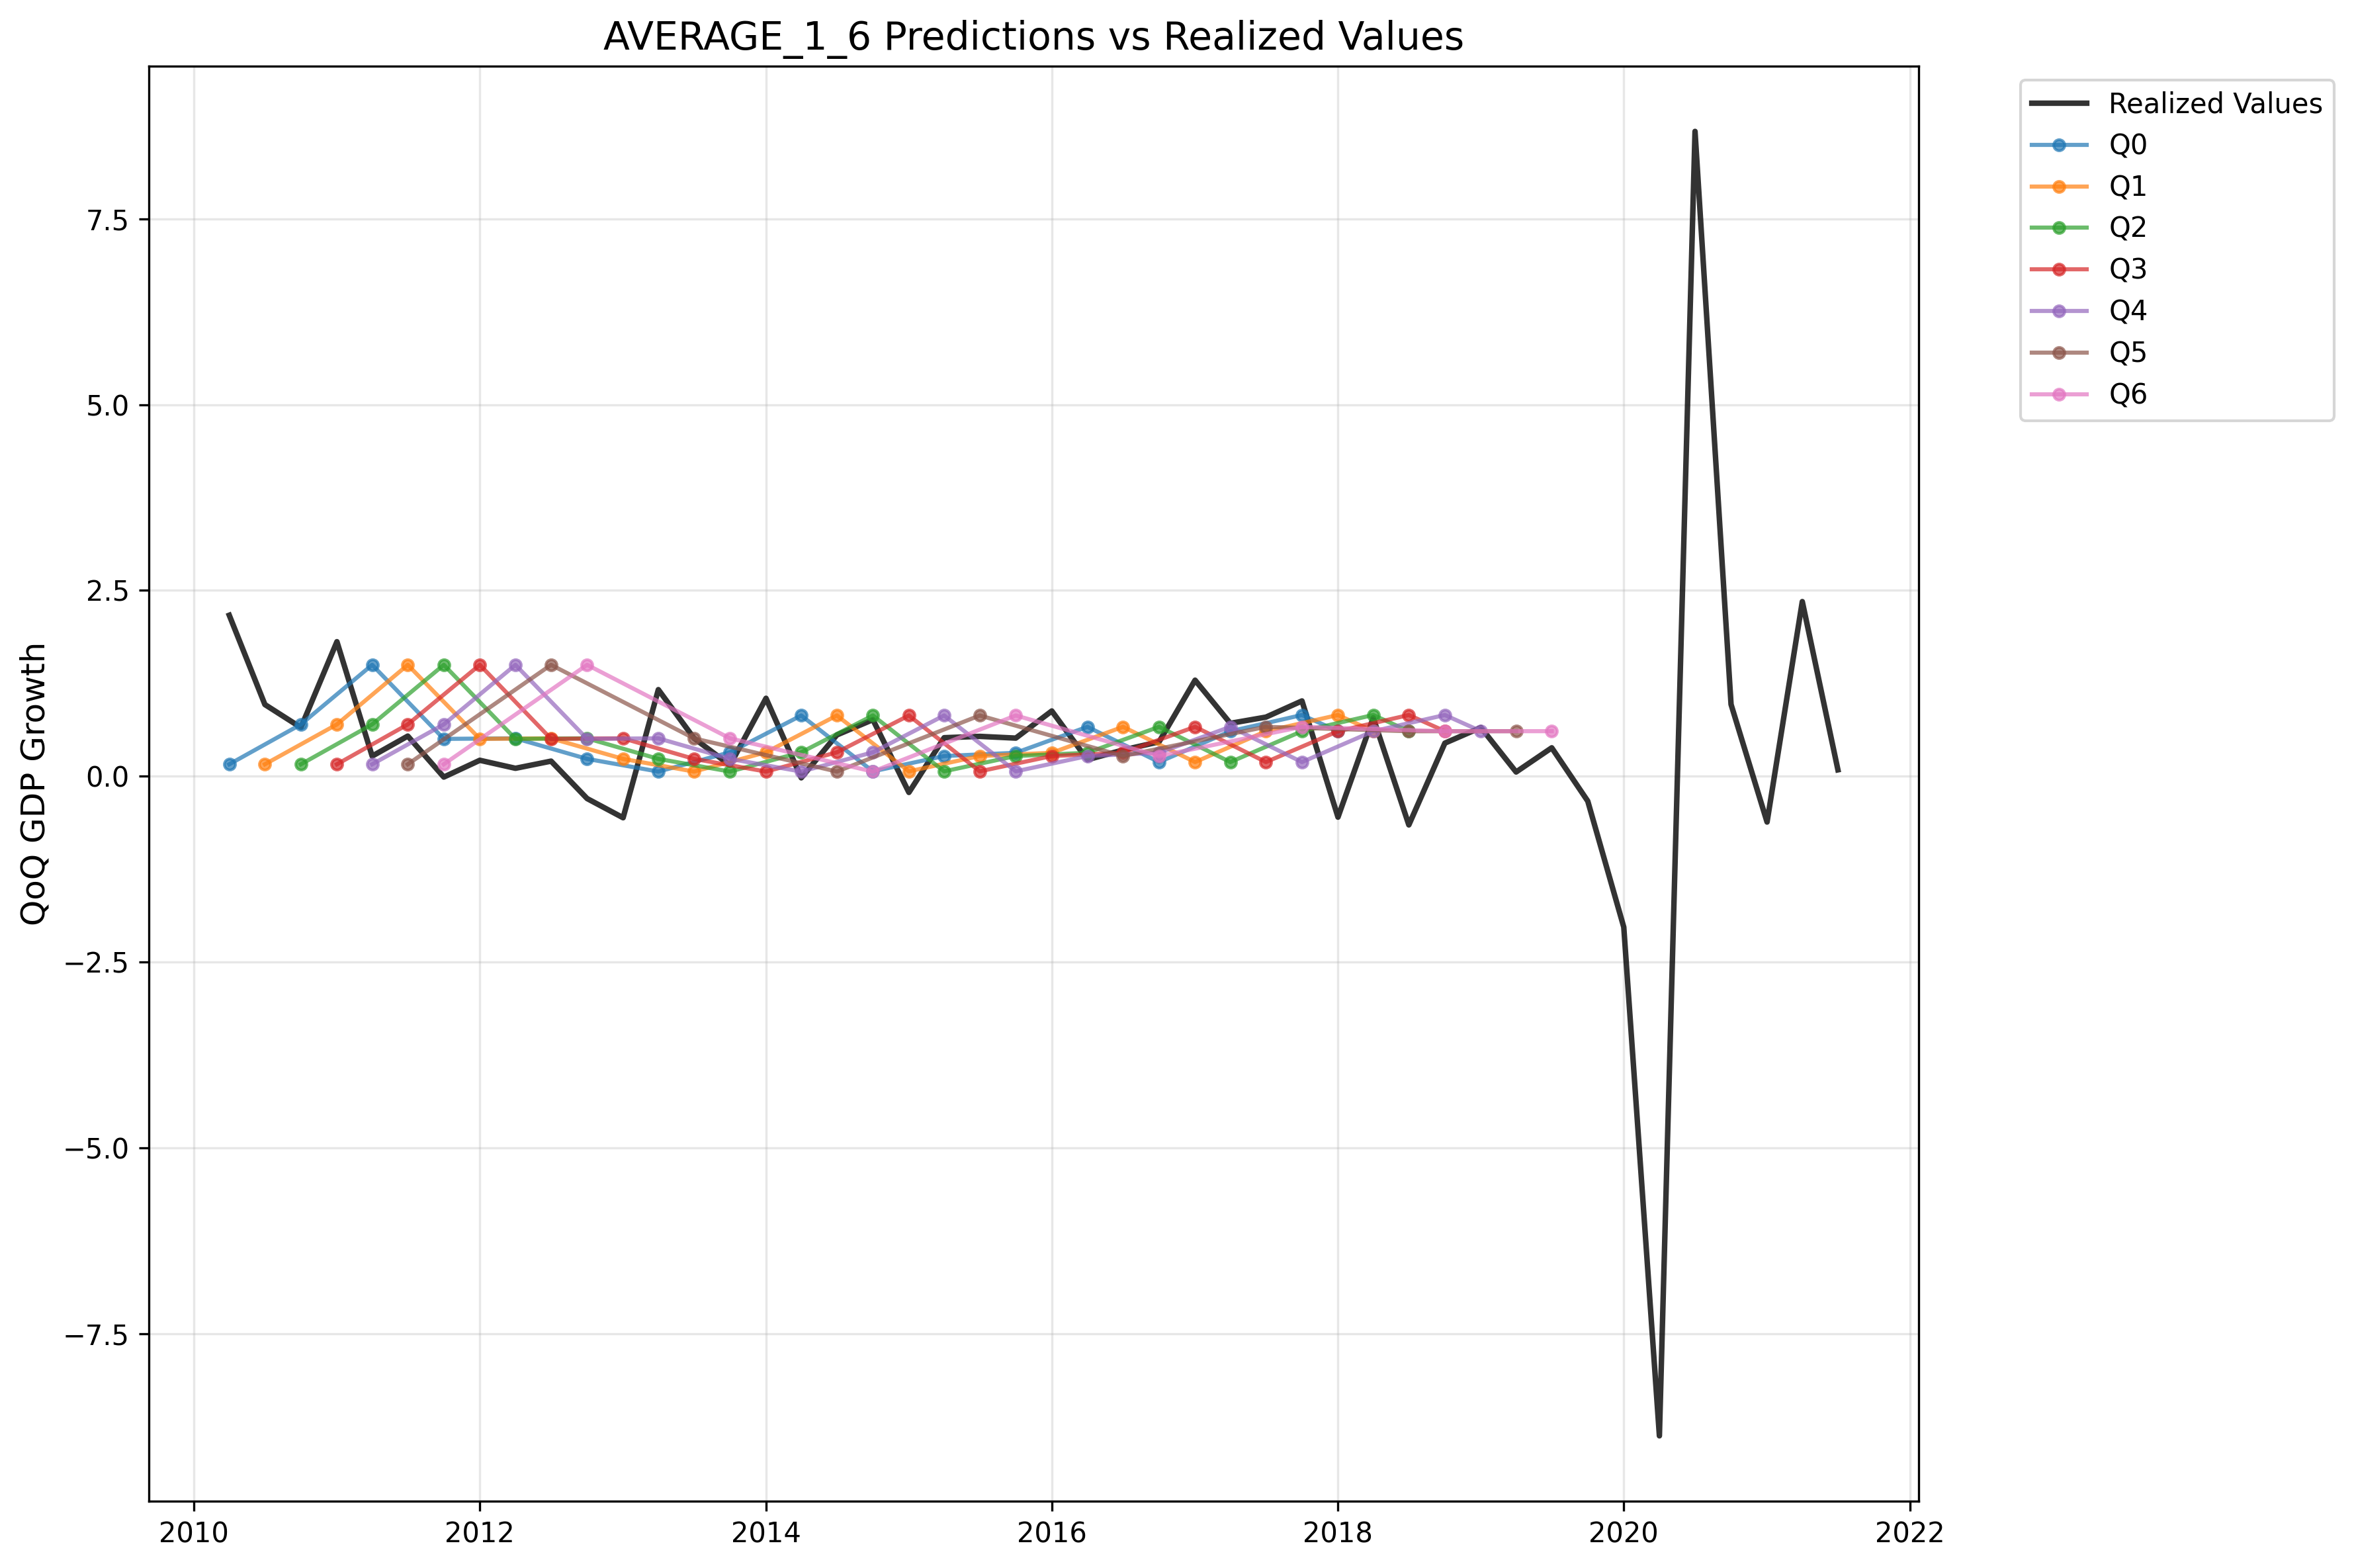 AVERAGE_1_6 Predictions vs Realized Values
QoQ GDP Growth
7.5
5.0
2.5
0.0
−2.5
−5.0
−7.5
2010
2012
2014
2016
2018
2020
2022
Realized Values
Q0
Q1
Q2
Q3
Q4
Q5
Q6